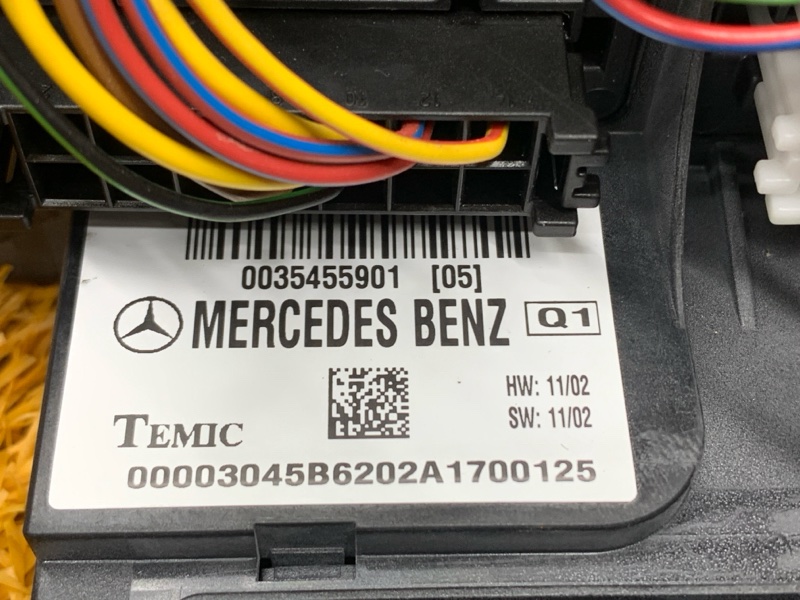 0035455901 [05]
MERCEDES BENZ Q1
HW: 11/02
SW: 11/02
TEMIC
00003045B6202A1700125